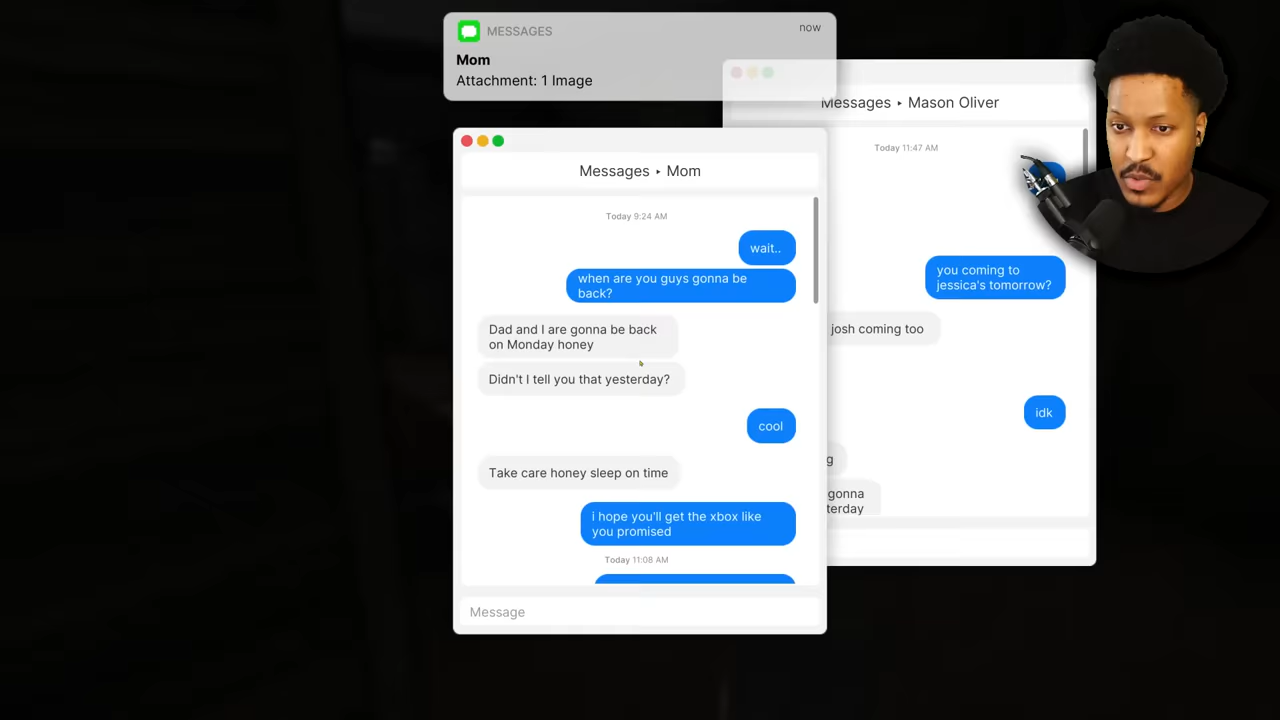 MESSAGES
now
Mom
Attachment: 1 Image
Messages ▸ Mom
Today 9:24 AM
wait..
when are you guys gonna be
back?
Dad and I are gonna be back
on Monday honey
Didn't I tell you that yesterday?
cool
Take care honey sleep on time
i hope you'll get the xbox like
you promised
Today 11:08 AM
Message
Messages ▸ Mason Oliver
Today 11:47 AM
you coming to
jessica's tomorrow?
josh coming too
idk
g
gonna
terday